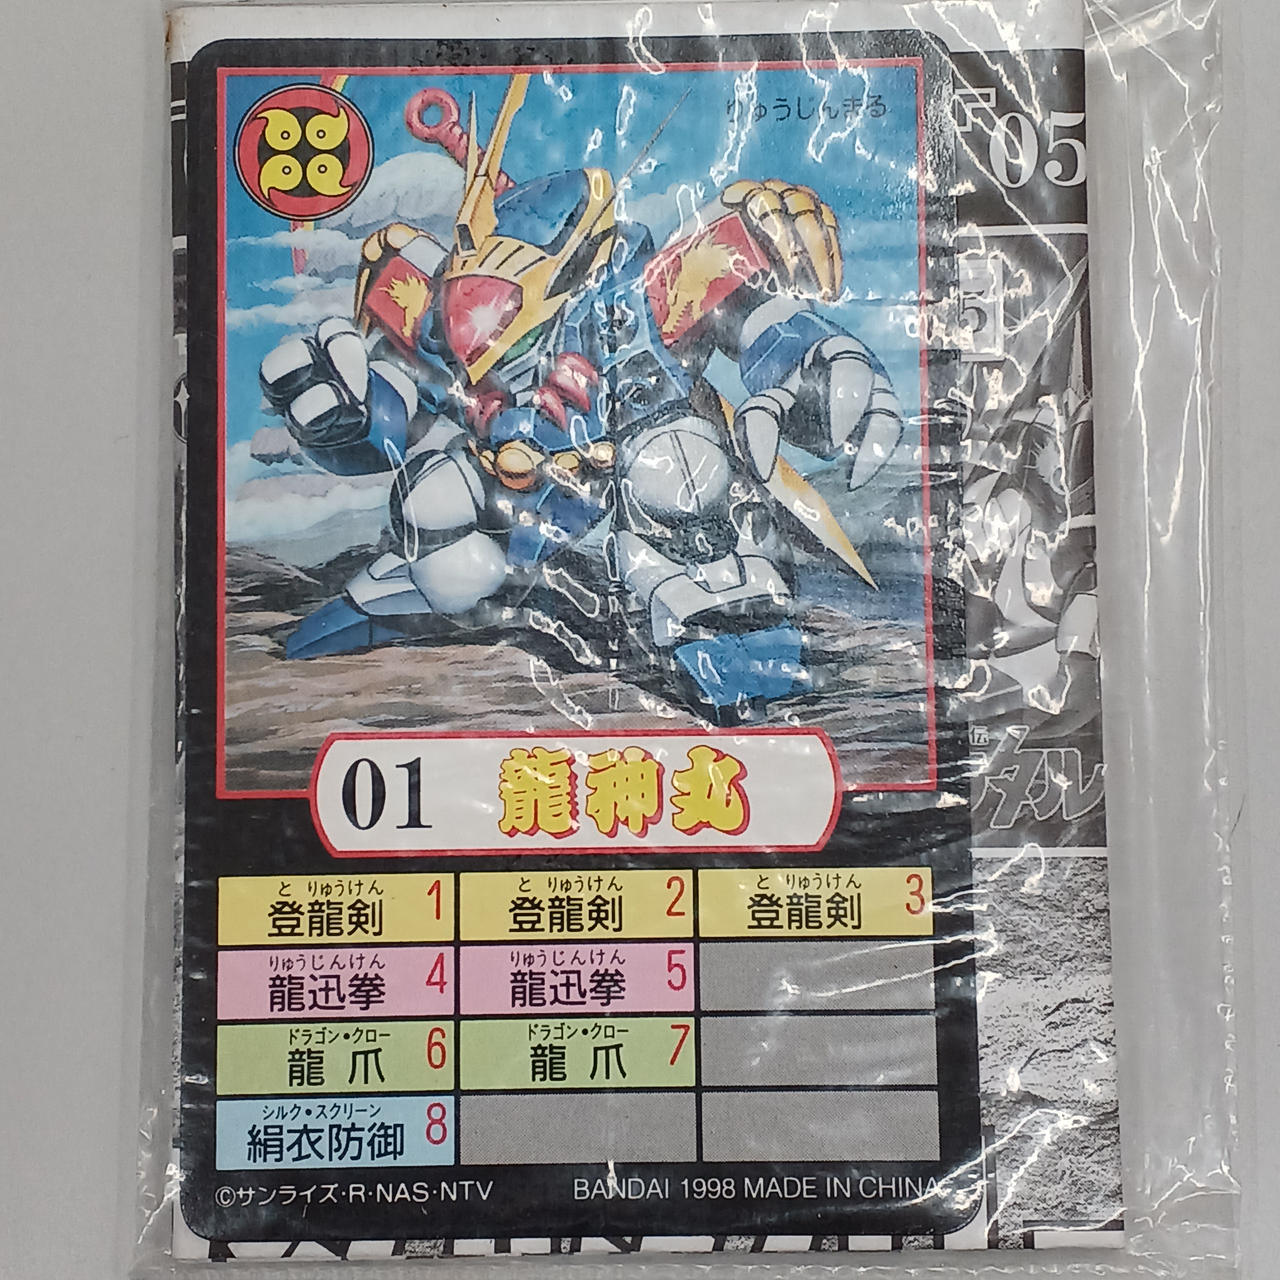 りゅうじんまる
『05
5
01 龍神丸
伝
タル
と りゅうけん
登龍剣 1
と りゅうけん
登龍剣 2
と りゅうけん
登龍剣 3
りゅうじんけん
龍迅拳 4
りゅうじんけん
龍迅拳 5
ドラゴン・クロー
龍爪 6
ドラゴン・クロー
龍爪 7
シルク・スクリーン
絹衣防御 8
©サンライズ・R・NAS・NTV
BANDAI 1998 MADE IN CHINA